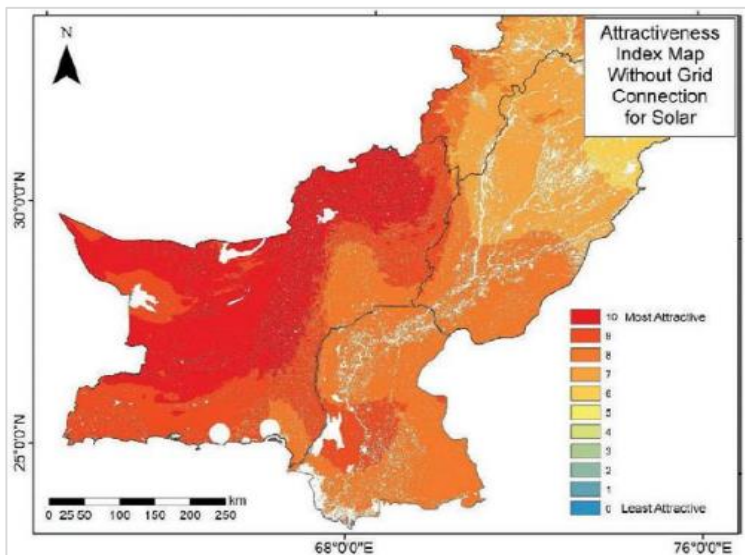 N
Attractiveness
Index Map
Without Grid
Connection
for Solar
30°0'0"N
25°0'0"N
10 Most Attractive
9
8
7
6
5
4
3
2
1
0 Least Attractive
km
0 25 50 100 150 200 250
68°0'0"E
76°0'0"E